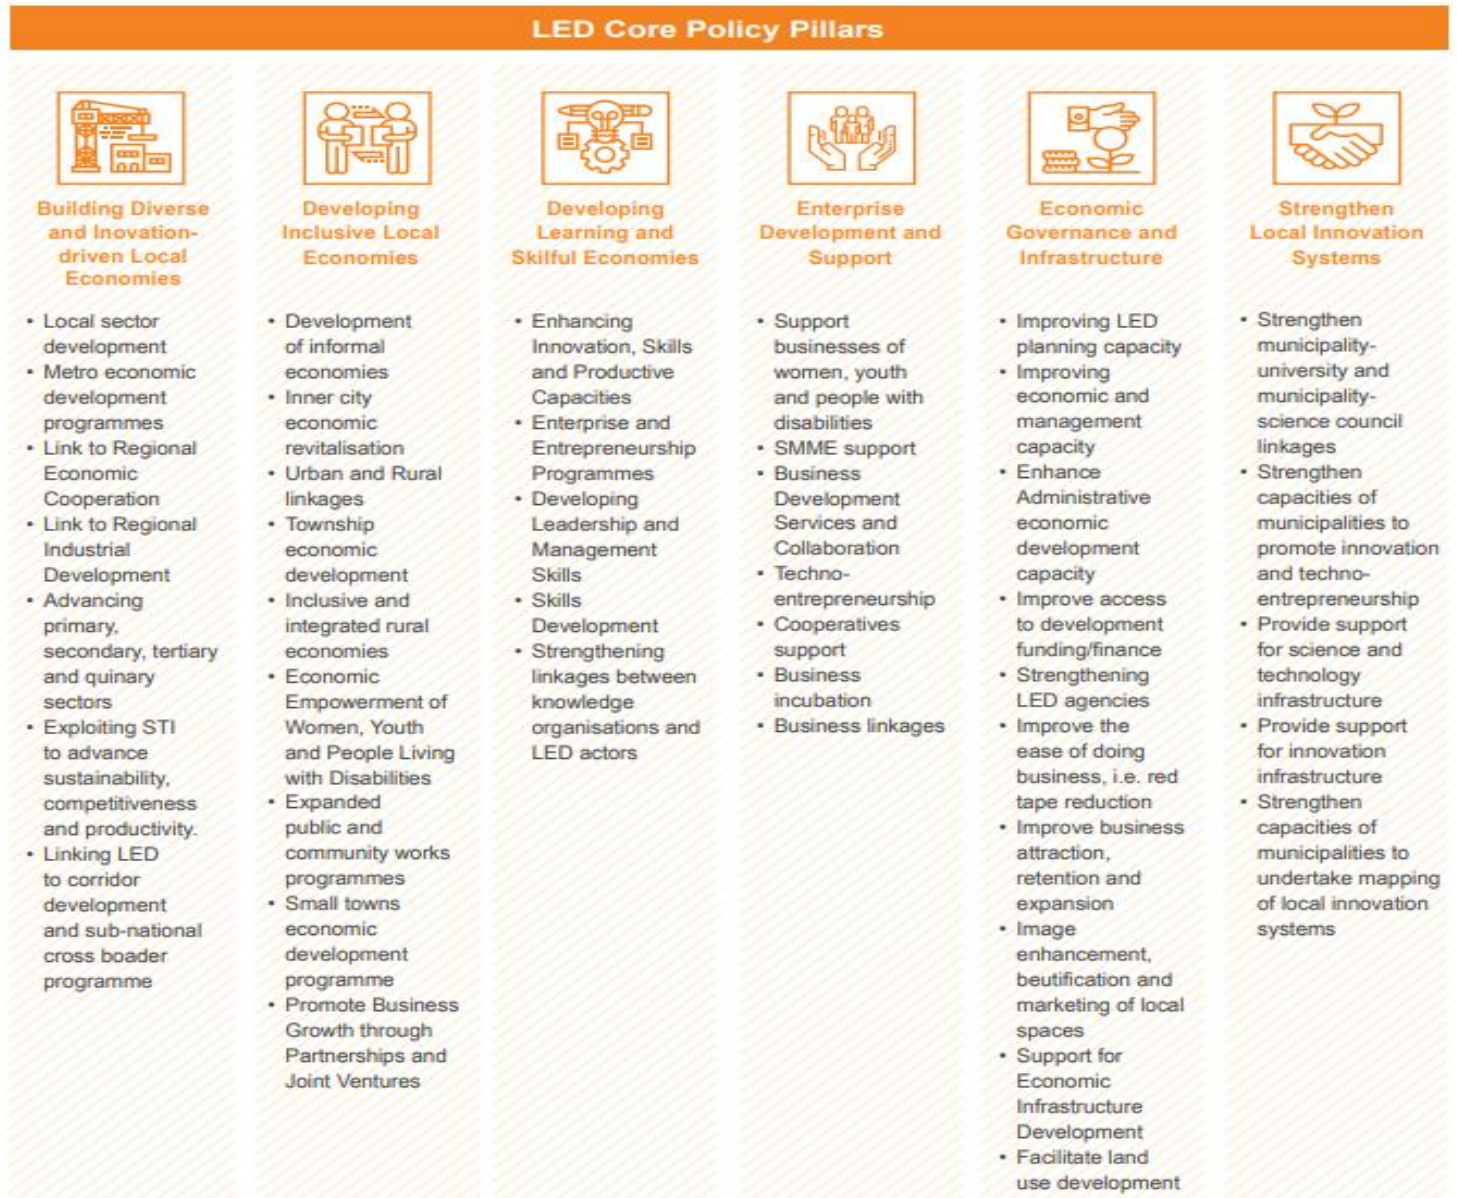 LED Core Policy Pillars
Building Diverse
and Inovation-
driven Local
Economies
• Local sector
development
• Metro economic
development
programmes
• Link to Regional
Economic
Cooperation
• Link to Regional
Industrial
Development
• Advancing
primary,
secondary, tertiary
and quinary
sectors
• Exploiting STI
to advance
sustainability,
competitiveness
and productivity.
• Linking LED
to corridor
development
and sub-national
cross boader
programme
Developing
Inclusive Local
Economies
• Development
of informal
economies
• Inner city
economic
revitalisation
• Urban and Rural
linkages
• Township
economic
development
• Inclusive and
integrated rural
economies
• Economic
Empowerment of
Women, Youth
and People Living
with Disabilities
• Expanded
public and
community works
programmes
• Small towns
economic
development
programme
• Promote Business
Growth through
Partnerships and
Joint Ventures
Developing
Learning and
Skilful Economies
• Enhancing
Innovation, Skills
and Productive
Capacities
• Enterprise and
Entrepreneurship
Programmes
• Developing
Leadership and
Management
Skills
• Skills
Development
• Strengthening
linkages between
knowledge
organisations and
LED actors
Enterprise
Development and
Support
• Support
businesses of
women, youth
and people with
disabilities
• SMME support
• Business
Development
Services and
Collaboration
• Techno-
entrepreneurship
• Cooperatives
support
• Business
incubation
• Business linkages
Economic
Governance and
Infrastructure
• Improving LED
planning capacity
• Improving
economic and
management
capacity
• Enhance
Administrative
economic
development
capacity
• Improve access
to development
funding/finance
• Strengthening
LED agencies
• Improve the
ease of doing
business, i.e. red
tape reduction
• Improve business
attraction,
retention and
expansion
• Image
enhancement,
beutification and
marketing of local
spaces
• Support for
Economic
Infrastructure
Development
• Facilitate land
use development
Strengthen
Local Innovation
Systems
• Strengthen
municipality-
university and
municipality-
science council
linkages
• Strengthen
capacities of
municipalities to
promote innovation
and techno-
entrepreneurship
• Provide support
for science and
technology
infrastructure
• Provide support
for innovation
infrastructure
• Strengthen
capacities of
municipalities to
undertake mapping
of local innovation
systems